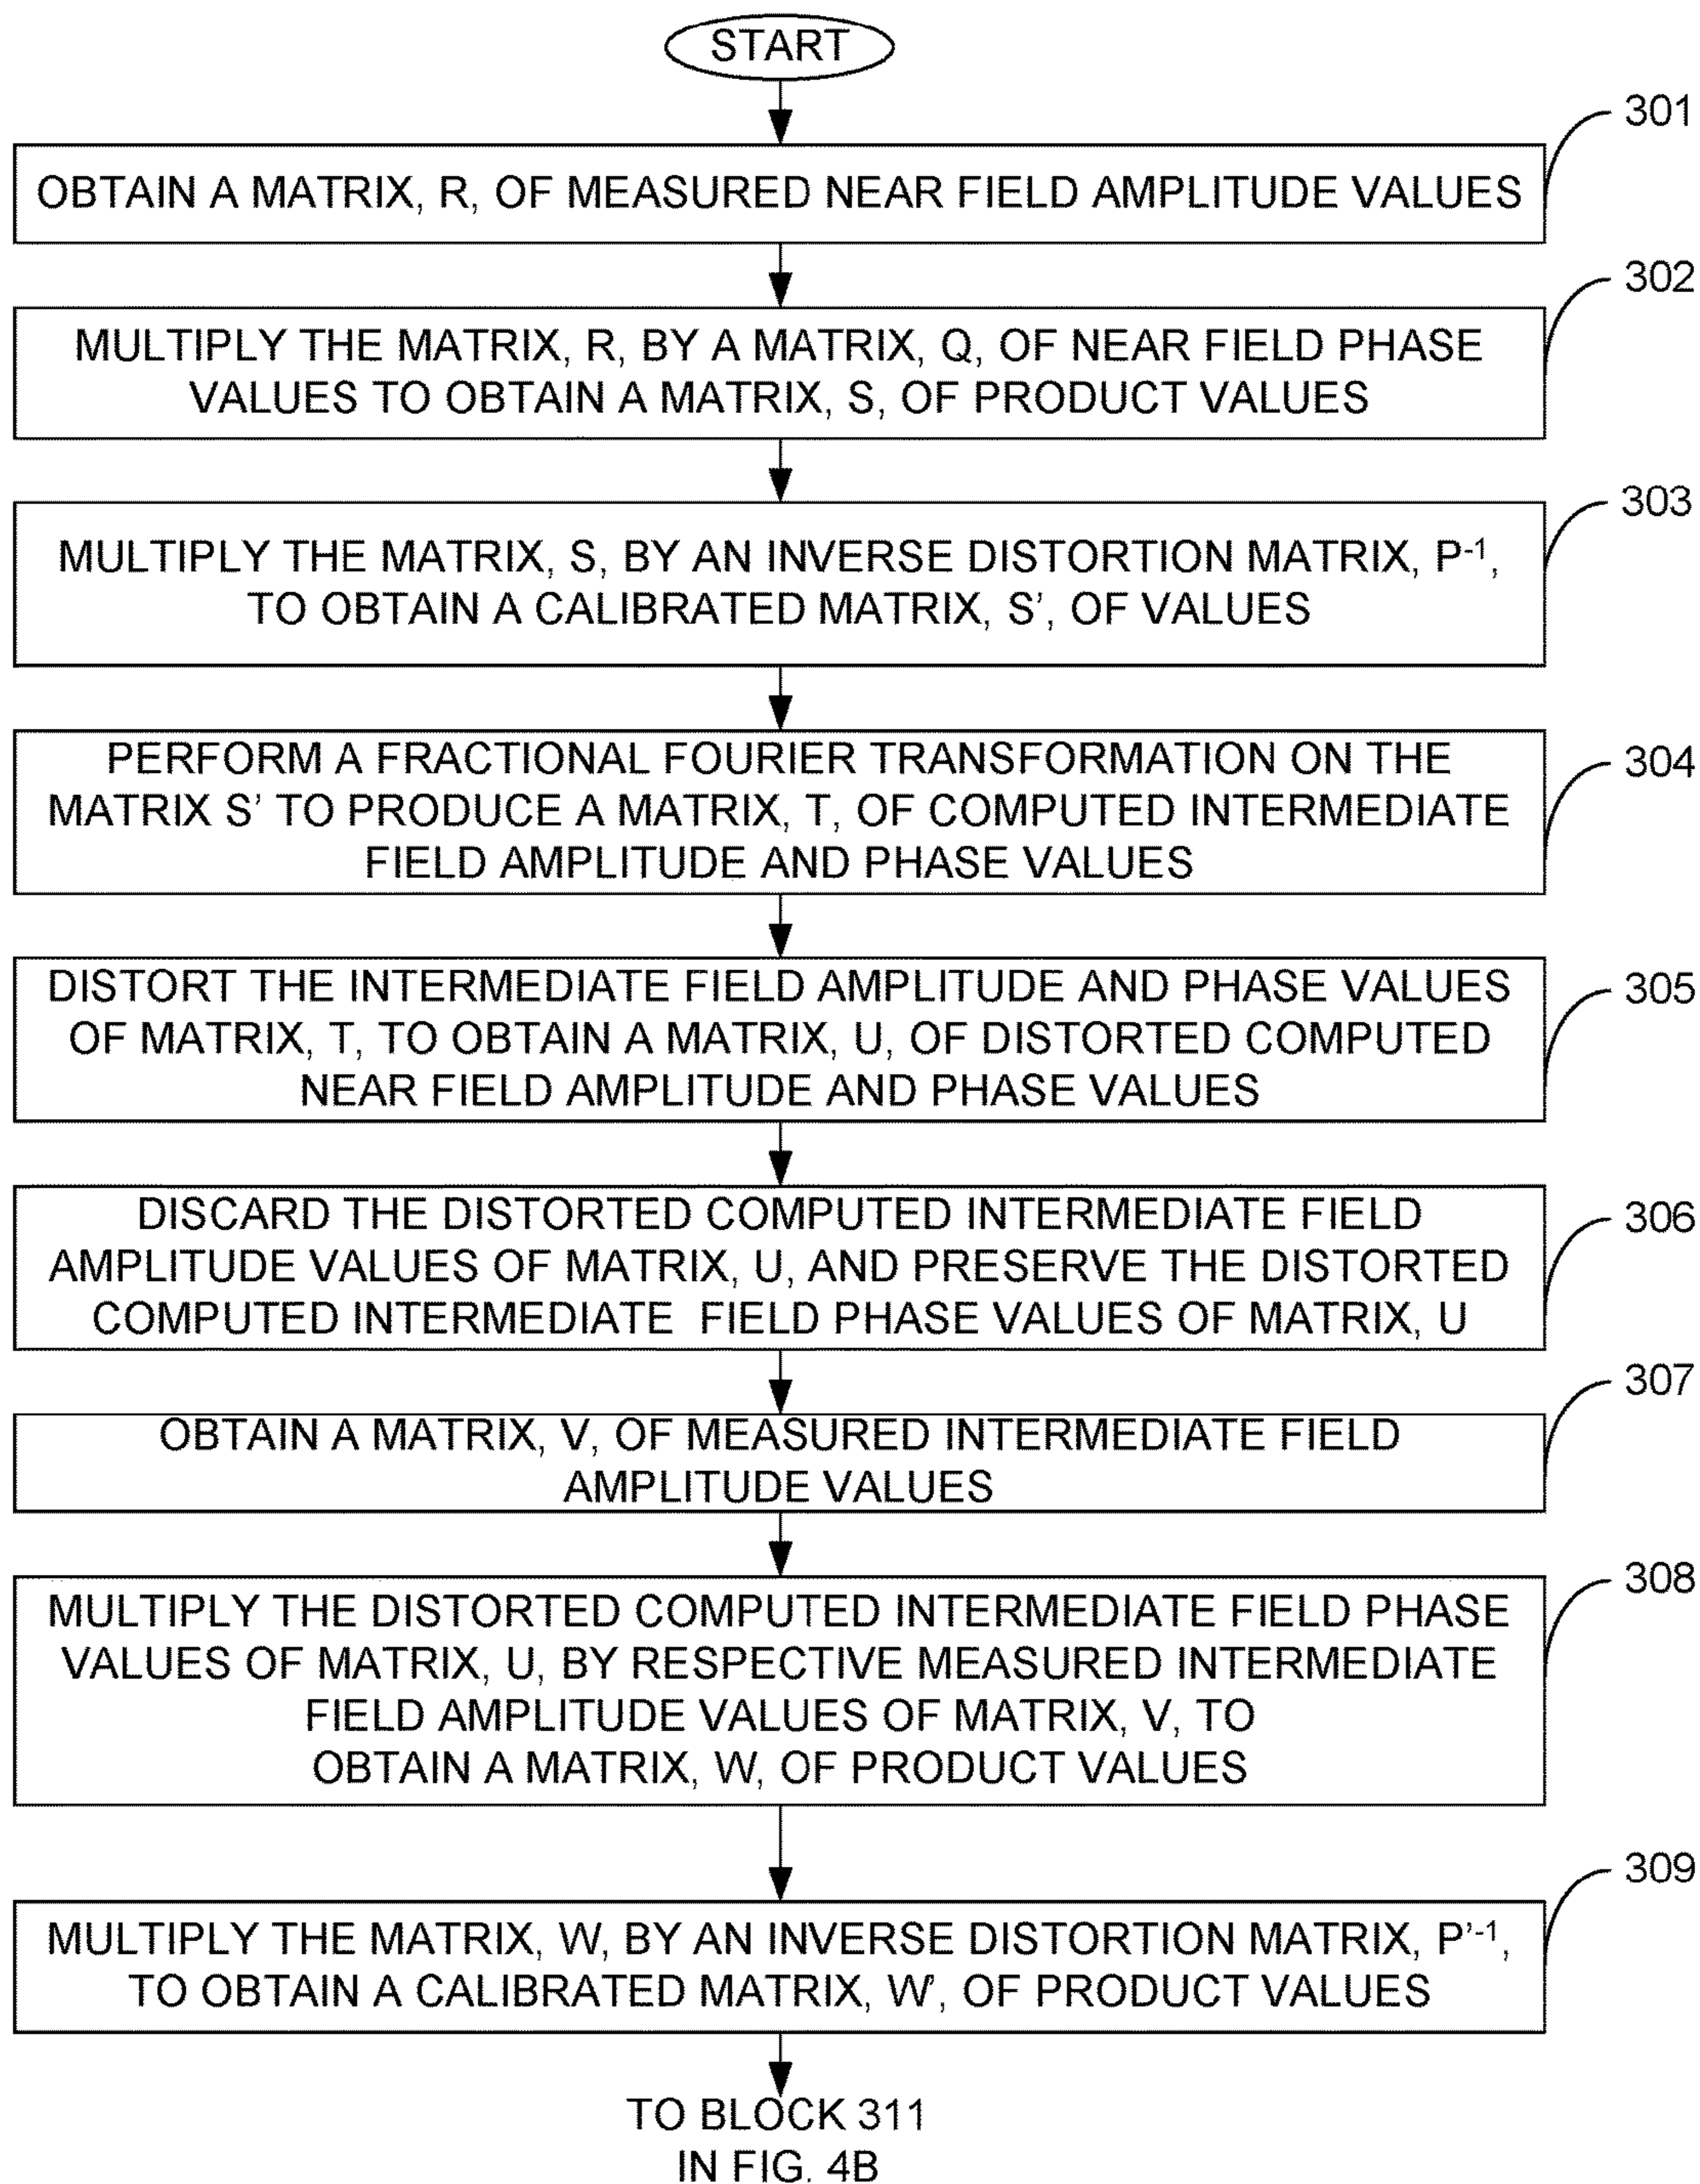 START
301
OBTAIN A MATRIX, R, OF MEASURED NEAR FIELD AMPLITUDE VALUES
302
MULTIPLY THE MATRIX, R, BY A MATRIX, Q, OF NEAR FIELD PHASE
VALUES TO OBTAIN A MATRIX, S, OF PRODUCT VALUES
303
MULTIPLY THE MATRIX, S, BY AN INVERSE DISTORTION MATRIX, P-1,
TO OBTAIN A CALIBRATED MATRIX, S’, OF VALUES
304
PERFORM A FRACTIONAL FOURIER TRANSFORMATION ON THE
MATRIX S’ TO PRODUCE A MATRIX, T, OF COMPUTED INTERMEDIATE
FIELD AMPLITUDE AND PHASE VALUES
305
DISTORT THE INTERMEDIATE FIELD AMPLITUDE AND PHASE VALUES
OF MATRIX, T, TO OBTAIN A MATRIX, U, OF DISTORTED COMPUTED
NEAR FIELD AMPLITUDE AND PHASE VALUES
306
DISCARD THE DISTORTED COMPUTED INTERMEDIATE FIELD
AMPLITUDE VALUES OF MATRIX, U, AND PRESERVE THE DISTORTED
COMPUTED INTERMEDIATE FIELD PHASE VALUES OF MATRIX, U
307
OBTAIN A MATRIX, V, OF MEASURED INTERMEDIATE FIELD
AMPLITUDE VALUES
308
MULTIPLY THE DISTORTED COMPUTED INTERMEDIATE FIELD PHASE
VALUES OF MATRIX, U, BY RESPECTIVE MEASURED INTERMEDIATE
FIELD AMPLITUDE VALUES OF MATRIX, V, TO
OBTAIN A MATRIX, W, OF PRODUCT VALUES
309
MULTIPLY THE MATRIX, W, BY AN INVERSE DISTORTION MATRIX, P’-1,
TO OBTAIN A CALIBRATED MATRIX, W’, OF PRODUCT VALUES
TO BLOCK 311
IN FIG. 4B